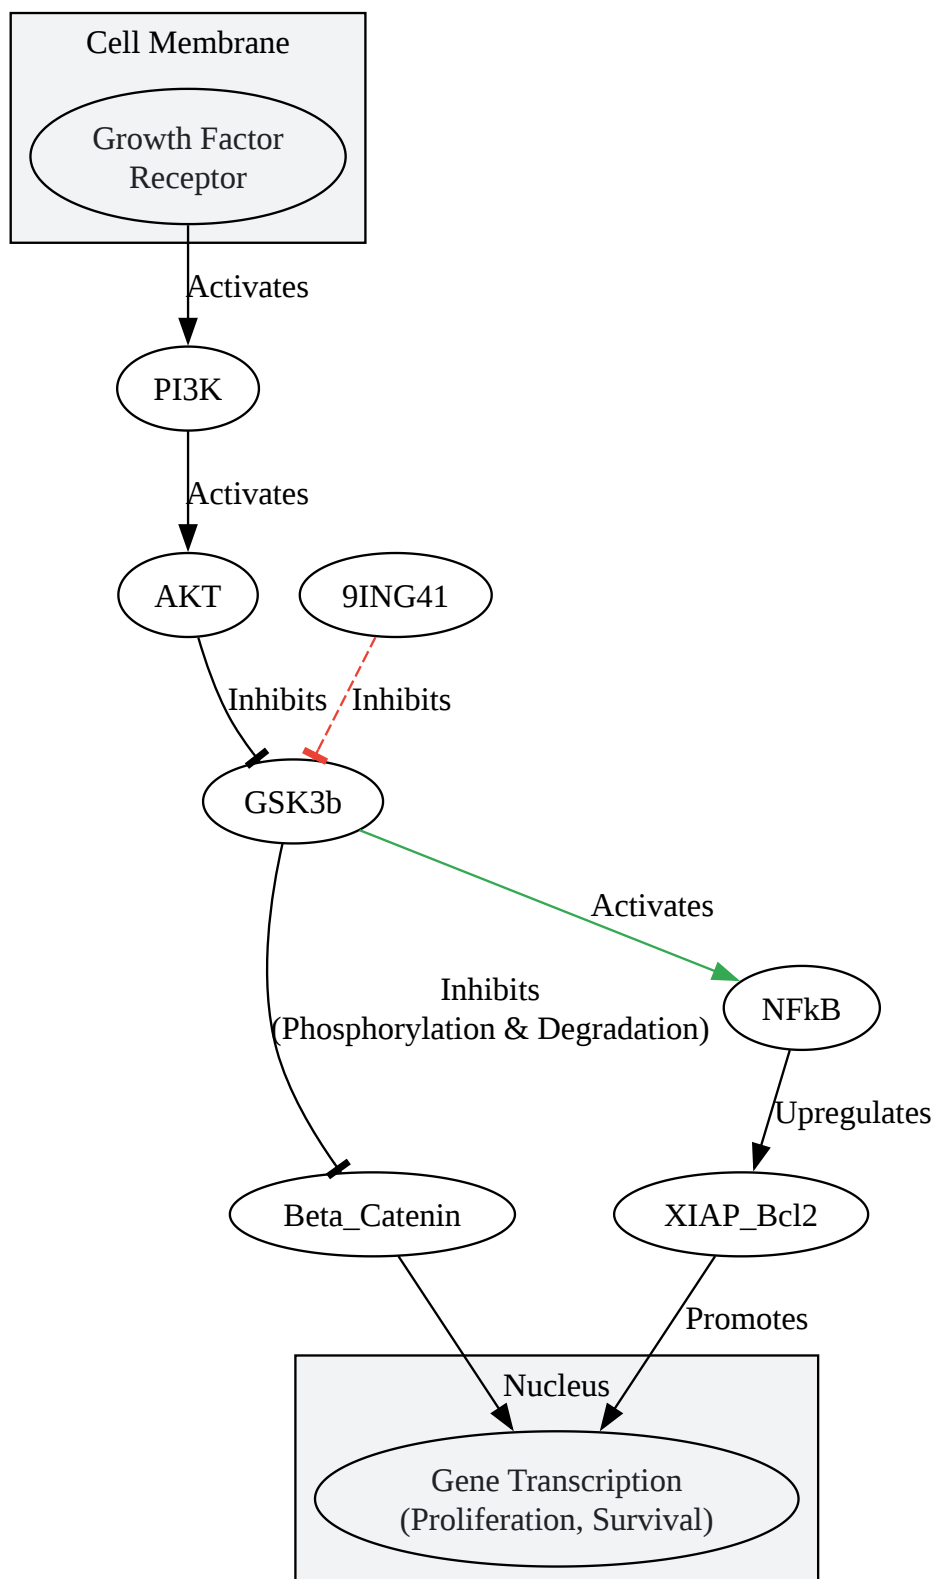 Cell Membrane
Growth Factor
Receptor
Activates
PI3K
Activates
AKT
9ING41
Inhibits
Inhibits
GSK3b
Activates
Inhibits
(Phosphorylation & Degradation)
NFkB
Upregulates
Beta_Catenin
XIAP_Bcl2
Promotes
Nucleus
Gene Transcription
(Proliferation, Survival)